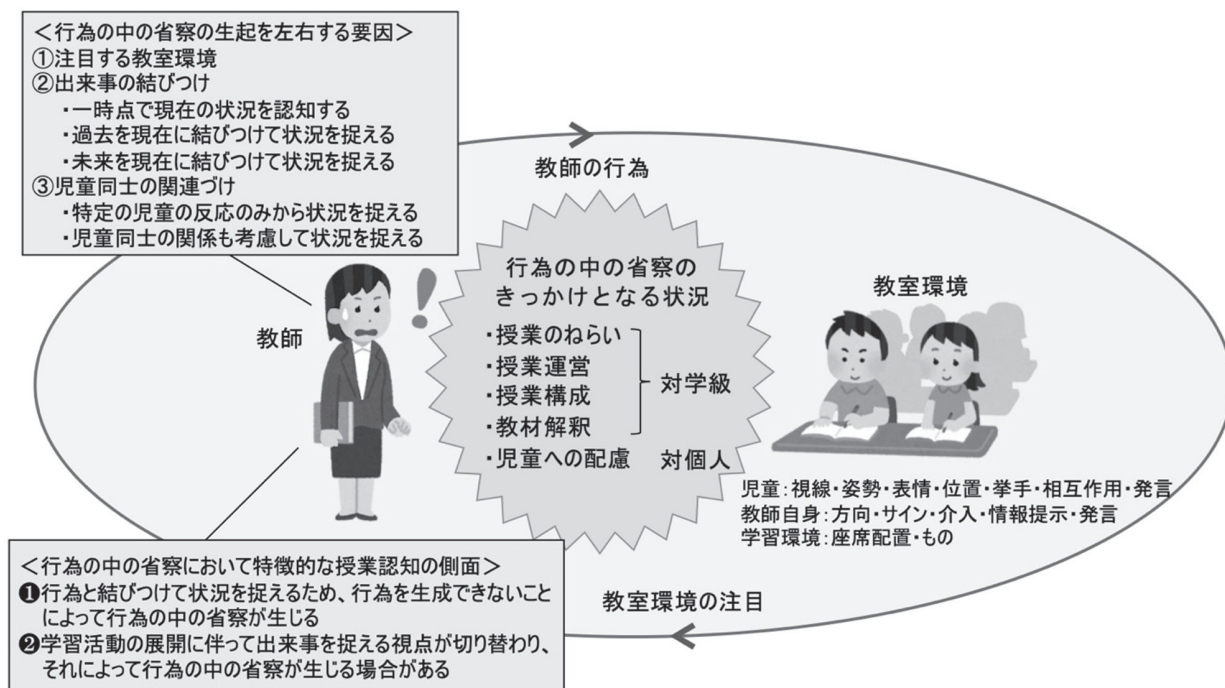 ＜行為の中の省察の生起を左右する要因＞
①注目する教室環境
②出来事の結びつけ
・一時点で現在の状況を認知する
・過去を現在に結びつけて状況を捉える
・未来を現在に結びつけて状況を捉える
③児童同士の関連づけ
・特定の児童の反応のみから状況を捉える
・児童同士の関係も考慮して状況を捉える
教師の行為
教師
行為の中の省察の
きっかけとなる状況
・授業のねらい
・授業運営
・授業構成
・教材解釈
対学級
・児童への配慮 対個人
教室環境
児童：視線・姿勢・表情・位置・挙手・相互作用・発言
教師自身：方向・サイン・介入・情報提示・発言
学習環境：座席配置・もの
＜行為の中の省察において特徴的な授業認知の側面＞
❶行為と結びつけて状況を捉えるため、行為を生成できないこと
によって行為の中の省察が生じる
❷学習活動の展開に伴って出来事を捉える視点が切り替わり、
それによって行為の中の省察が生じる場合がある
教室環境の注目